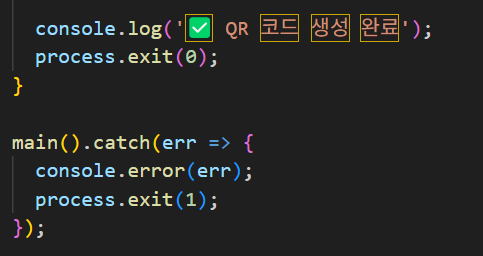 console.log('✅ QR 코드 생성 완료');
process.exit(0);
}
main().catch(err => {
console.error(err);
process.exit(1);
});